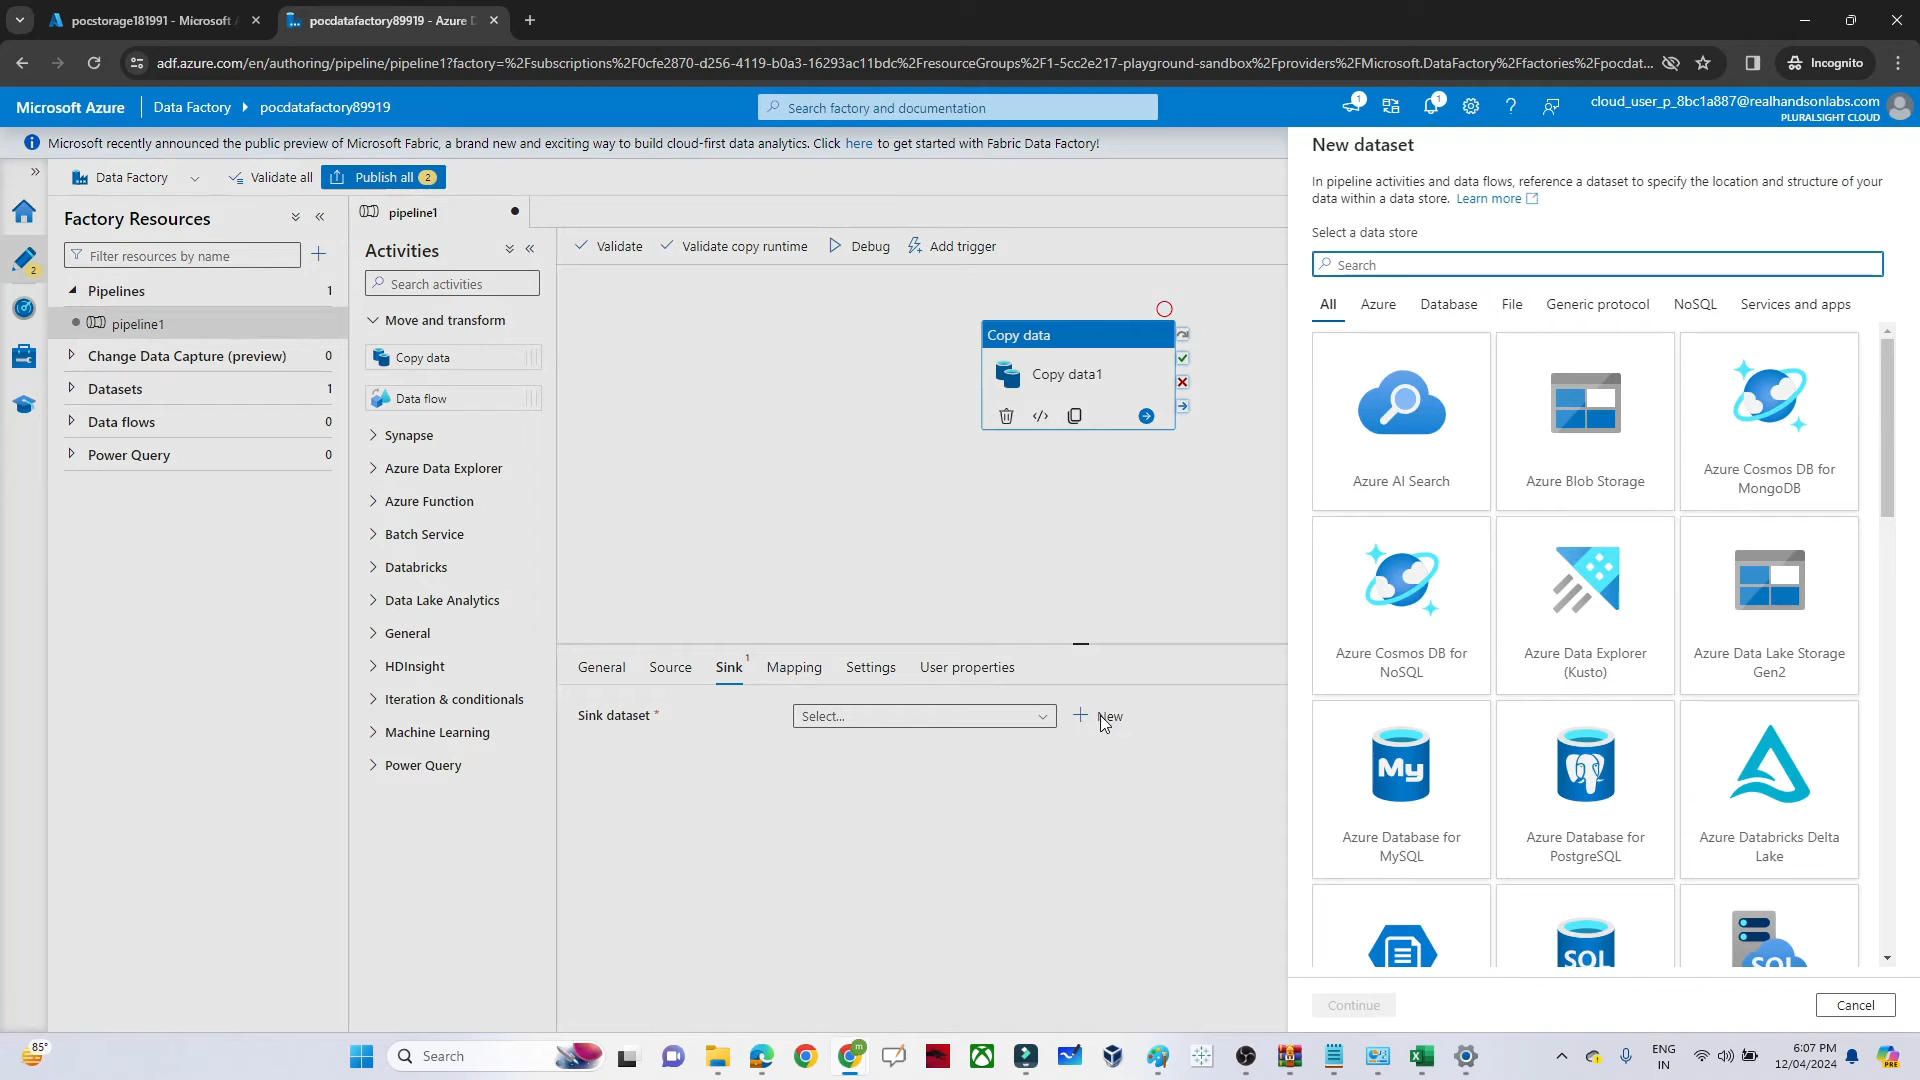 pocstorage181991 - Microsoft A
pocdatafactory89919 - Azure D
adf.azure.com/en/authoring/pipeline/pipeline1?factory=%2Fsubscriptions%2F0cfe2870-d256-4119-b0a3-16293ac11bdc%2FresourceGroups%2F1-5cc2e217-playground-sandbox%2Fproviders%2FMicrosoft.DataFactory%2Ffactories%2Fpocdat...
Incognito
Microsoft Azure
Data Factory
pocdatafactory89919
Search factory and documentation
1
1
cloud_user_p_8bc1a887@realhandsonlabs.com
PLURALSIGHT CLOUD
Microsoft recently announced the public preview of Microsoft Fabric, a brand new and exciting way to build cloud-first data analytics. Click here to get started with Fabric Data Factory!
Data Factory
Validate all
Publish all 2
2
Factory Resources
Filter resources by name
Pipelines 1
pipeline1
Change Data Capture (preview) 0
Datasets 1
Data flows 0
Power Query 0
pipeline1
Activities
Search activities
Move and transform
Copy data
Data flow
Synapse
Azure Data Explorer
Azure Function
Batch Service
Databricks
Data Lake Analytics
General
HDInsight
Iteration & conditionals
Machine Learning
Power Query
Validate
Validate copy runtime
Debug
Add trigger
Copy data
Copy data1
General
Source
Sink 1
Mapping
Settings
User properties
Sink dataset *
Select...
New
New dataset
In pipeline activities and data flows, reference a dataset to specify the location and structure of your
data within a data store. Learn more
Select a data store
Search
All
Azure
Database
File
Generic protocol
NoSQL
Services and apps
Azure AI Search
Azure Blob Storage
Azure Cosmos DB for
MongoDB
Azure Cosmos DB for
NoSQL
Azure Data Explorer
(Kusto)
Azure Data Lake Storage
Gen2
My
Azure Database for
MySQL
Azure Database for
PostgreSQL
Azure Databricks Delta
Lake
SQL
SQL
Continue
Cancel
85°
Search
m
ENG
IN
6:07 PM
12/04/2024
PRE